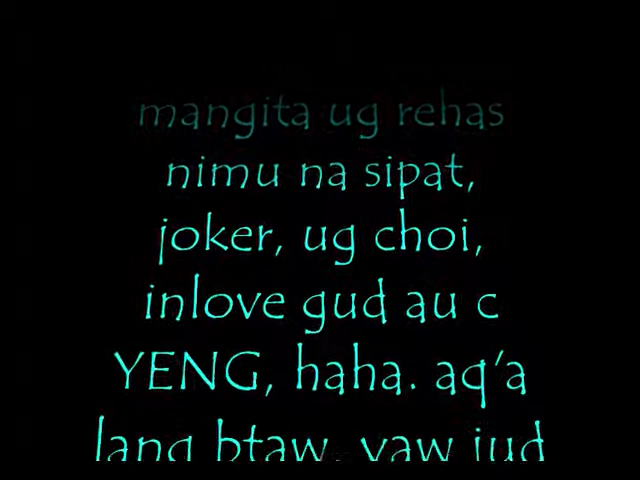 mangita ug rehas
nimu na sipat,
joker, ug choi,
inlove gud au c
YENG, haha. aq'a
lang btaw. yaw jud